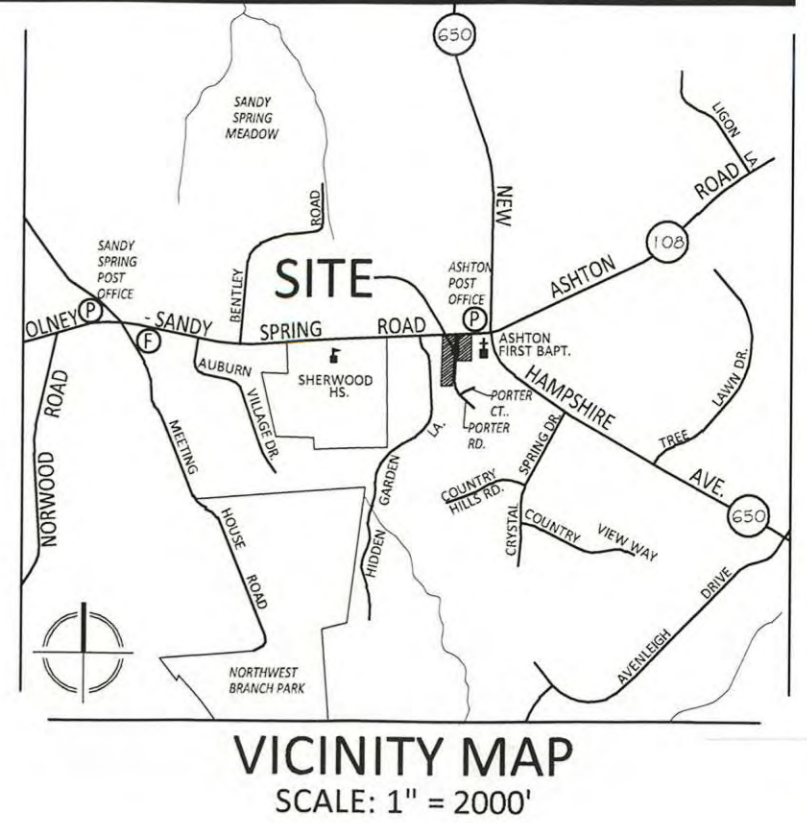 650
SANDY
SPRING
MEADOW
LIGON
LA.
ROAD
NEW
ROAD
108
SANDY
SPRING
POST
OFFICE
BENTLEY
SITE
ASHTON
POST
OFFICE
ASHTON
P
P
OLNEY
- SANDY
SPRING
ROAD
F
ASHTON
FIRST BAPT.
AUBURN
VILLAGE DR.
SHERWOOD
HS.
HAMPSHIRE
LAWN DR.
TREE
PORTER
CT..
PORTER
RD.
NORWOOD
ROAD
MEETING
HOUSE
ROAD
LA.
GARDEN
HIDDEN
SPRING DR.
CRYSTAL
COUNTRY
HILLS RD.
COUNTRY
VIEW WAY
AVE.
650
AVENLEIGH
DRIVE
NORTHWEST
BRANCH PARK
VICINITY MAP
SCALE: 1" = 2000'